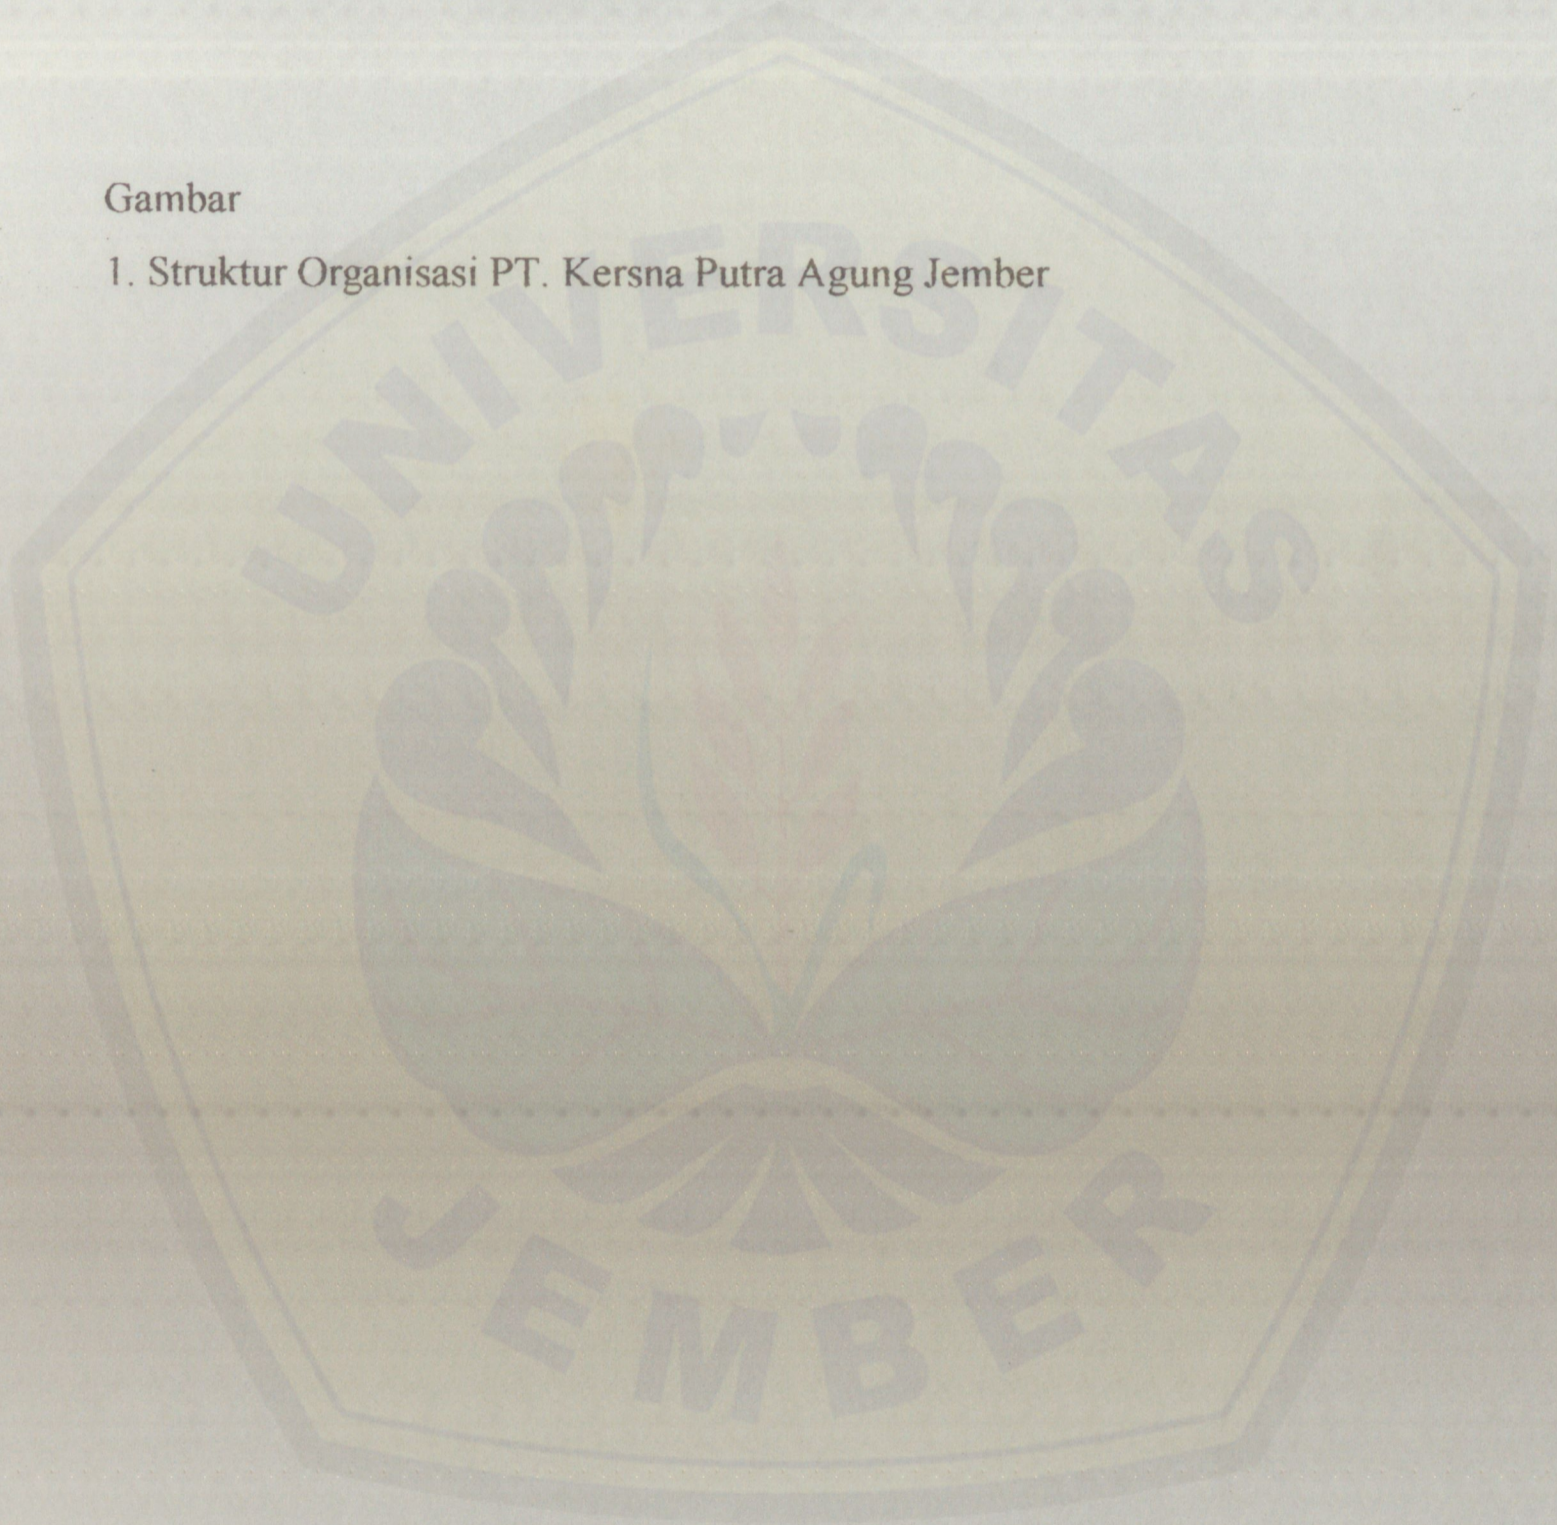 Gambar
1. Struktur Organisasi PT. Kersna Putra Agung Jember
UNIVERSITAS
JEMBER